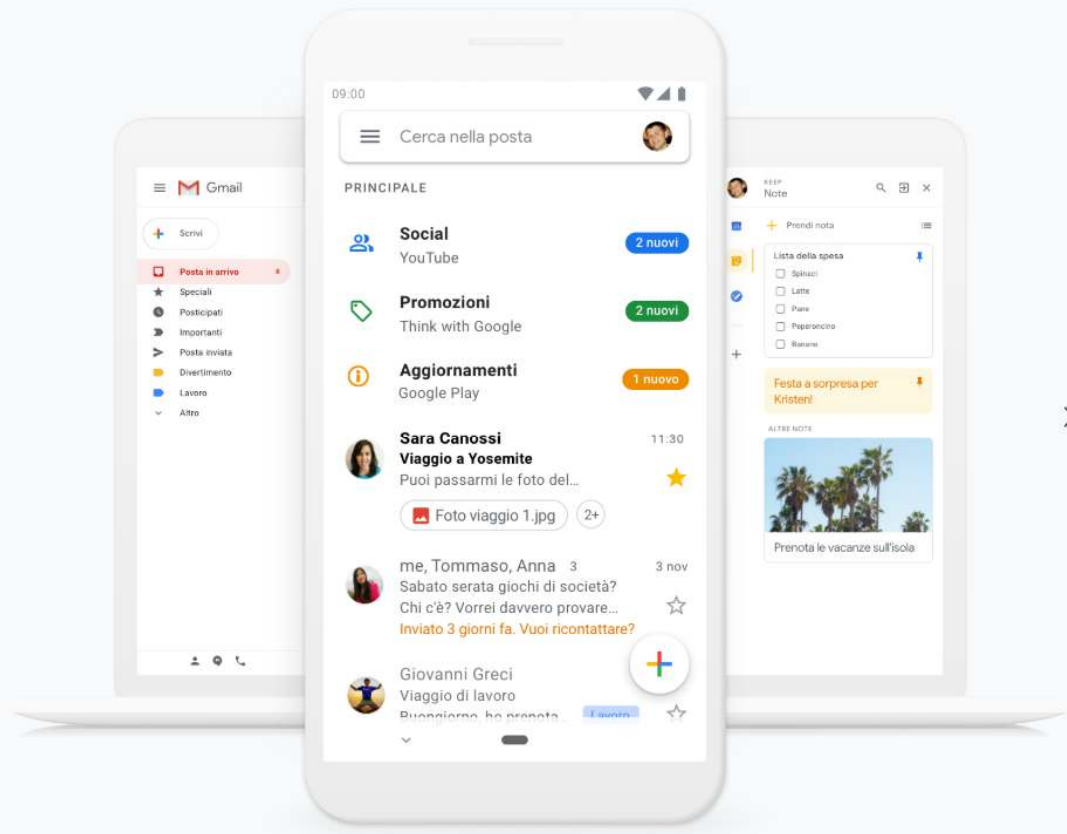 Gmail
Scrivi
Posta in arrivo
Speciali
Posticipati
Importanti
Posta inviata
Divertimento
Lavoro
Altro
09:00
Cerca nella posta
PRINCIPALE
Social
2 nuovi
YouTube
Promozioni
2 nuovi
Think with Google
Aggiornamenti
1 nuovo
Google Play
Sara Canossi 11:30
Viaggio a Yosemite
Puoi passarmi le foto del...
Foto viaggio 1.jpg 2+
me, Tommaso, Anna 3 3 nov
Sabato serata giochi di società?
Chi c'è? Vorrei davvero provare...
Inviato 3 giorni fa. Vuoi ricontattare?
Giovanni Greci
Viaggio di lavoro
Buongiorno, ho prenota... Lavoro
KEEP
Note
Prendi nota
Lista della spesa
Spinaci
Latte
Pane
Peperoncino
Banane
Festa a sorpresa per
Kristen!
ALTRE NOTE
Prenota le vacanze sull'isola